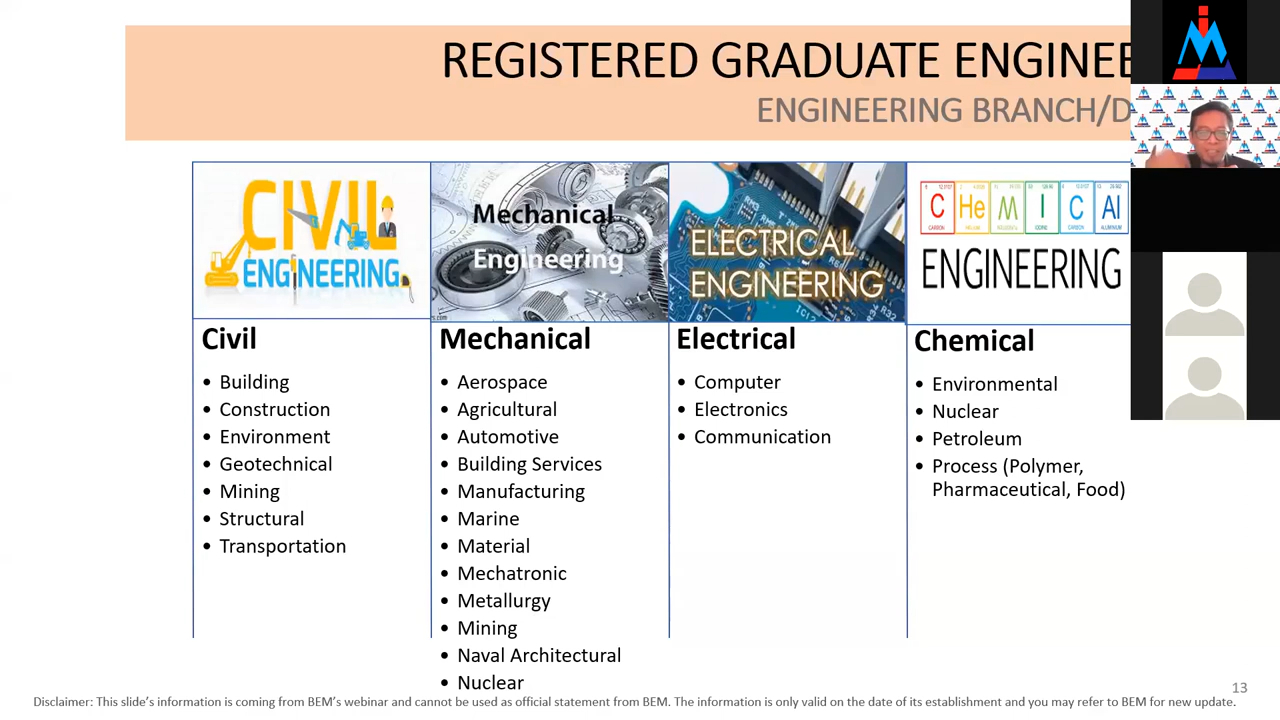 REGISTERED GRADUATE ENGINEE
ENGINEERING BRANCH/D
CIVIL
ENGINEERING
Mechanical
Engineering
ELECTRICAL
ENGINEERING
C He M I C Al
CARBON
CARBON
ALUMINIUM
ENGINEERING
Civil
• Building
• Construction
• Environment
• Geotechnical
• Mining
• Structural
• Transportation
Mechanical
• Aerospace
• Agricultural
• Automotive
• Building Services
• Manufacturing
• Marine
• Material
• Mechatronic
• Metallurgy
• Mining
• Naval Architectural
• Nuclear
Electrical
• Computer
• Electronics
• Communication
Chemical
• Environmental
• Nuclear
• Petroleum
• Process (Polymer,
Pharmaceutical, Food)
13
Disclaimer: This slide's information is coming from BEM's webinar and cannot be used as official statement from BEM. The information is only valid on the date of its establishment and you may refer to BEM for new update.